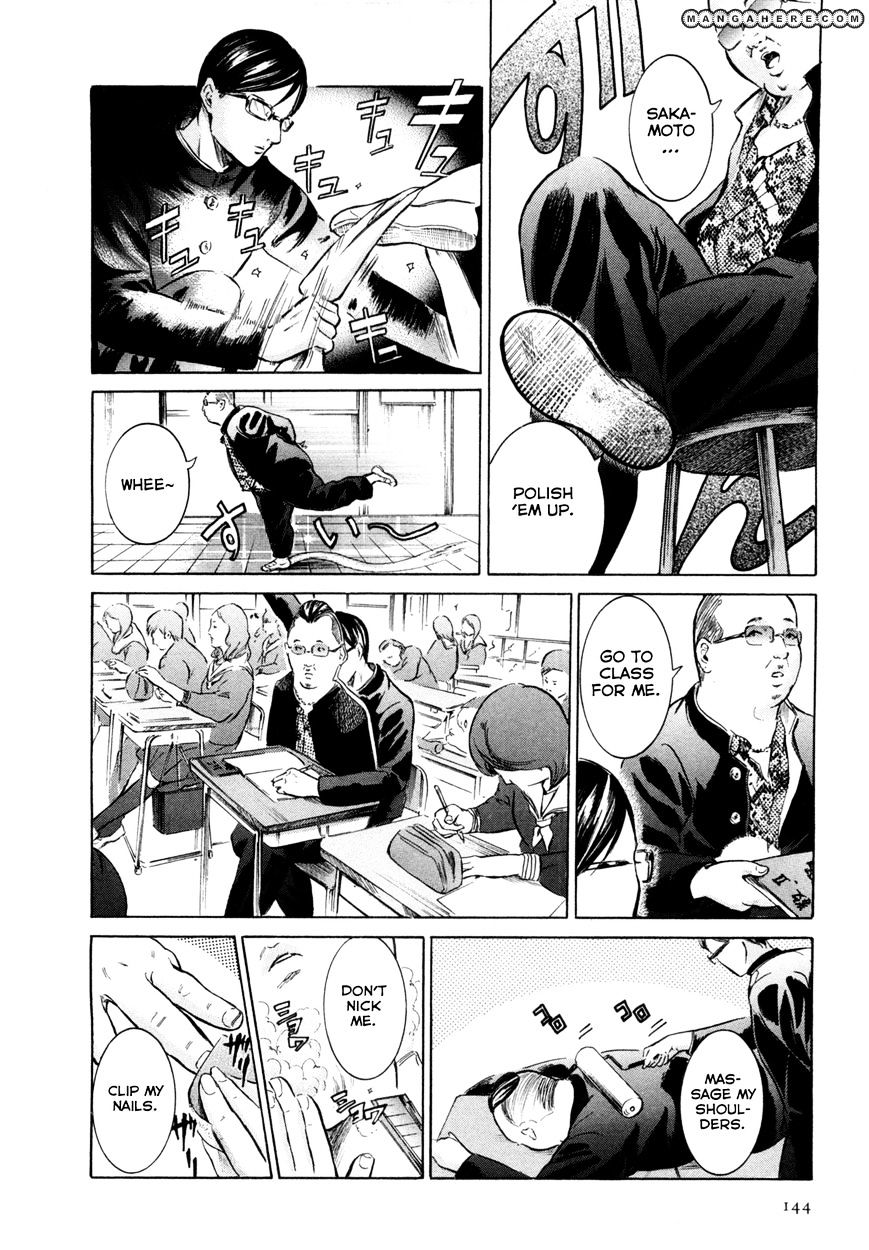 MANGAHERE.COM
SAKA-
MOTO
...
POLISH
'EM UP.
キュ
キュ
キュ
キュ
キュ
キュ
WHEE~
すい〜
GO TO
CLASS
FOR ME.
MAS-
SAGE MY
SHOUL-
DERS.
コロ
コロ
DON'T
NICK
ME.
CLIP MY
NAILS.
144